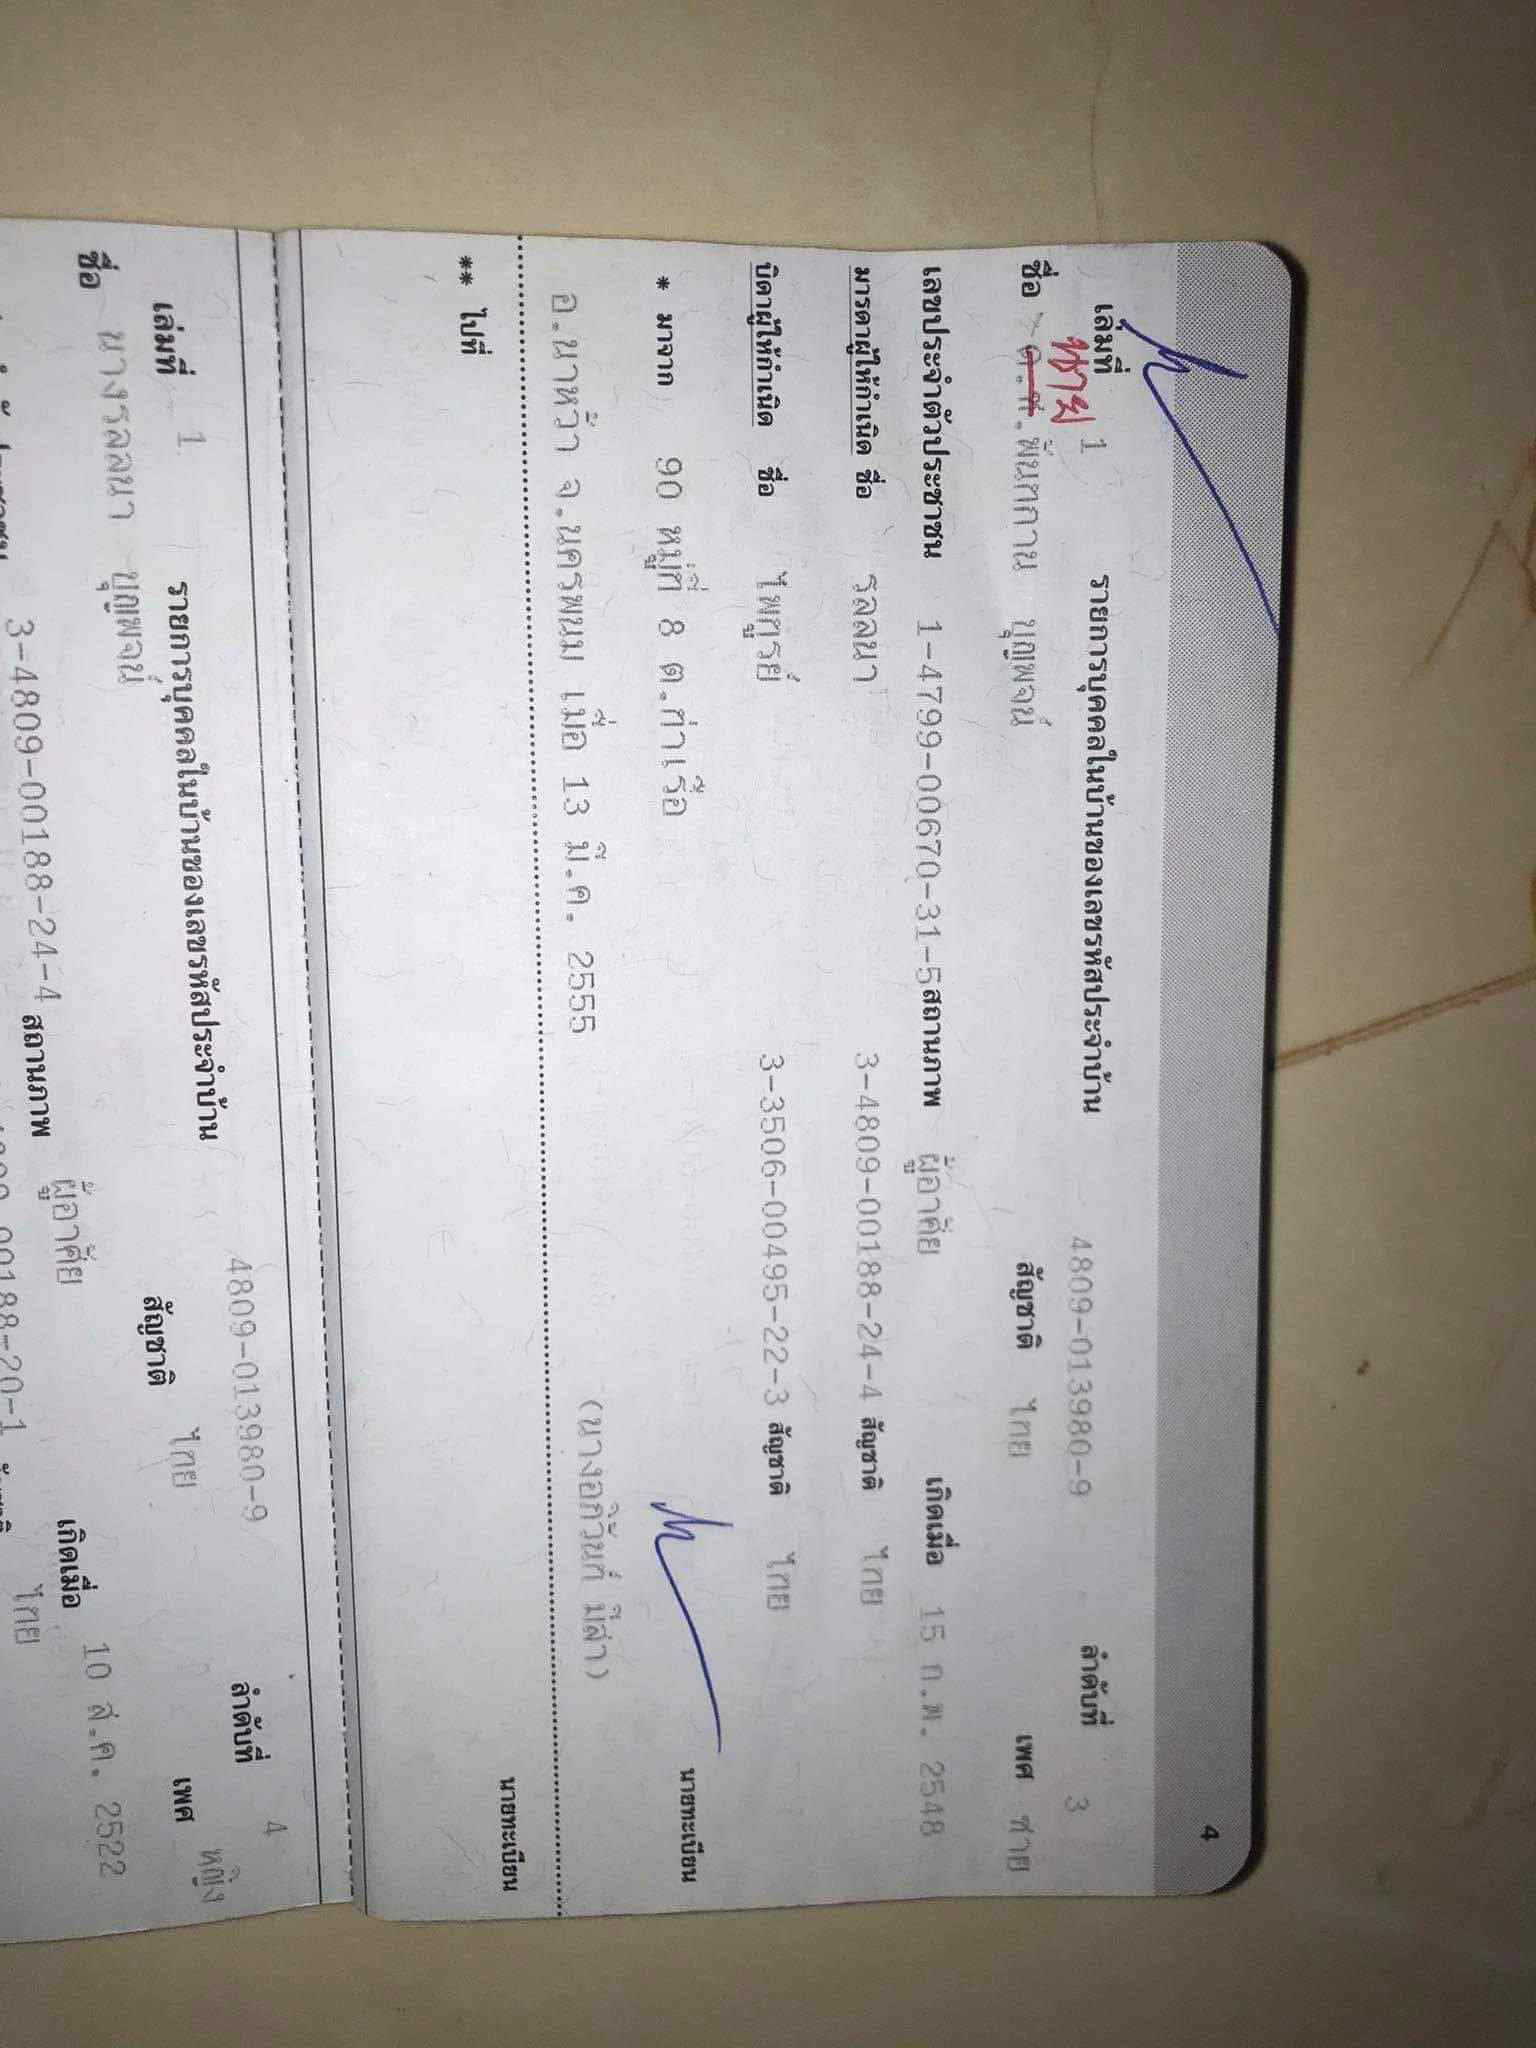 4
เล่มที่ 1 รายการบุคคลในบ้านของเลขรหัสประจำบ้าน 4809-013980-9 ลำดับที่ 3
นาย
ชื่อ ด.ช.พันทกาน บุญพจน์ สัญชาติ ไทย เพศ ชาย
เลขประจำตัวประชาชน 1-4799-00670-31-5 สถานภาพ ผู้อาศัย เกิดเมื่อ 15 ก.พ. 2548
มารดาผู้ให้กำเนิด ชื่อ รลลนา 3-4809-00188-24-4 สัญชาติ ไทย
บิดาผู้ให้กำเนิด ชื่อ ไพฑูรย์ 3-3506-00495-22-3 สัญชาติ ไทย
* มาจาก 90 หมู่ที่ 8 ต.ท่าเรือ
นายทะเบียน
อ.นาหว้า จ.นครพนม เมื่อ 13 มี.ค. 2555 มีสา)
** ไปที่
นายทะเบียน
เล่มที่ 1 รายการบุคคลในบ้านของเลขรหัสประจำบ้าน 4809-013980-9 ลำดับที่ 4
ชื่อ นางรลลนา บุญพจน์ สัญชาติ ไทย เพศ หญิง
3-4809-00188-24-4 สถานภาพ ผู้อาศัย เกิดเมื่อ 10 ส.ค. 2522
00188-20-1 ไทย